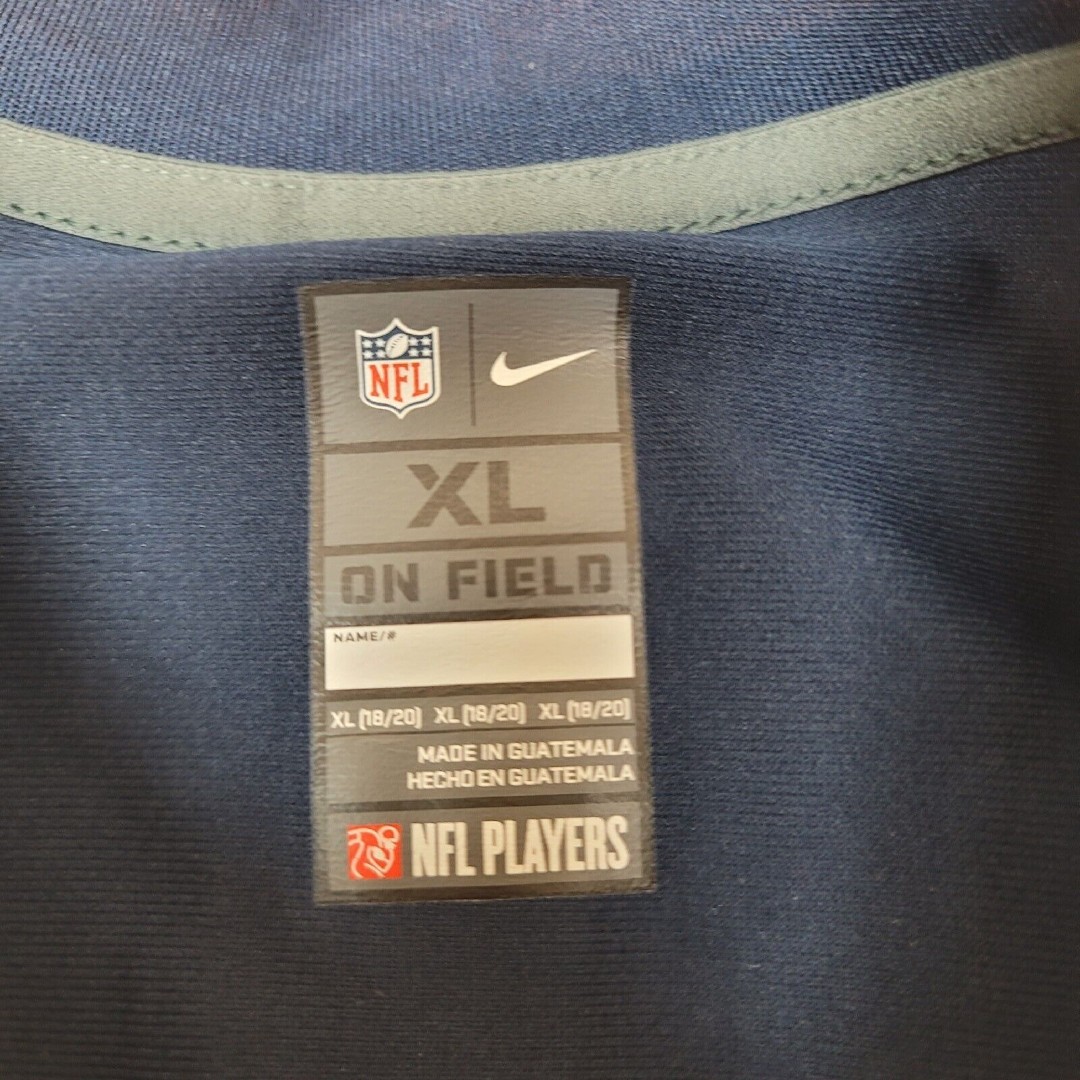 NFL
XL
ON FIELD
NAME/#
XL (18/20) XL (18/20) XL (18/20)
MADE IN GUATEMALA
HECHO EN GUATEMALA
NFL PLAYERS